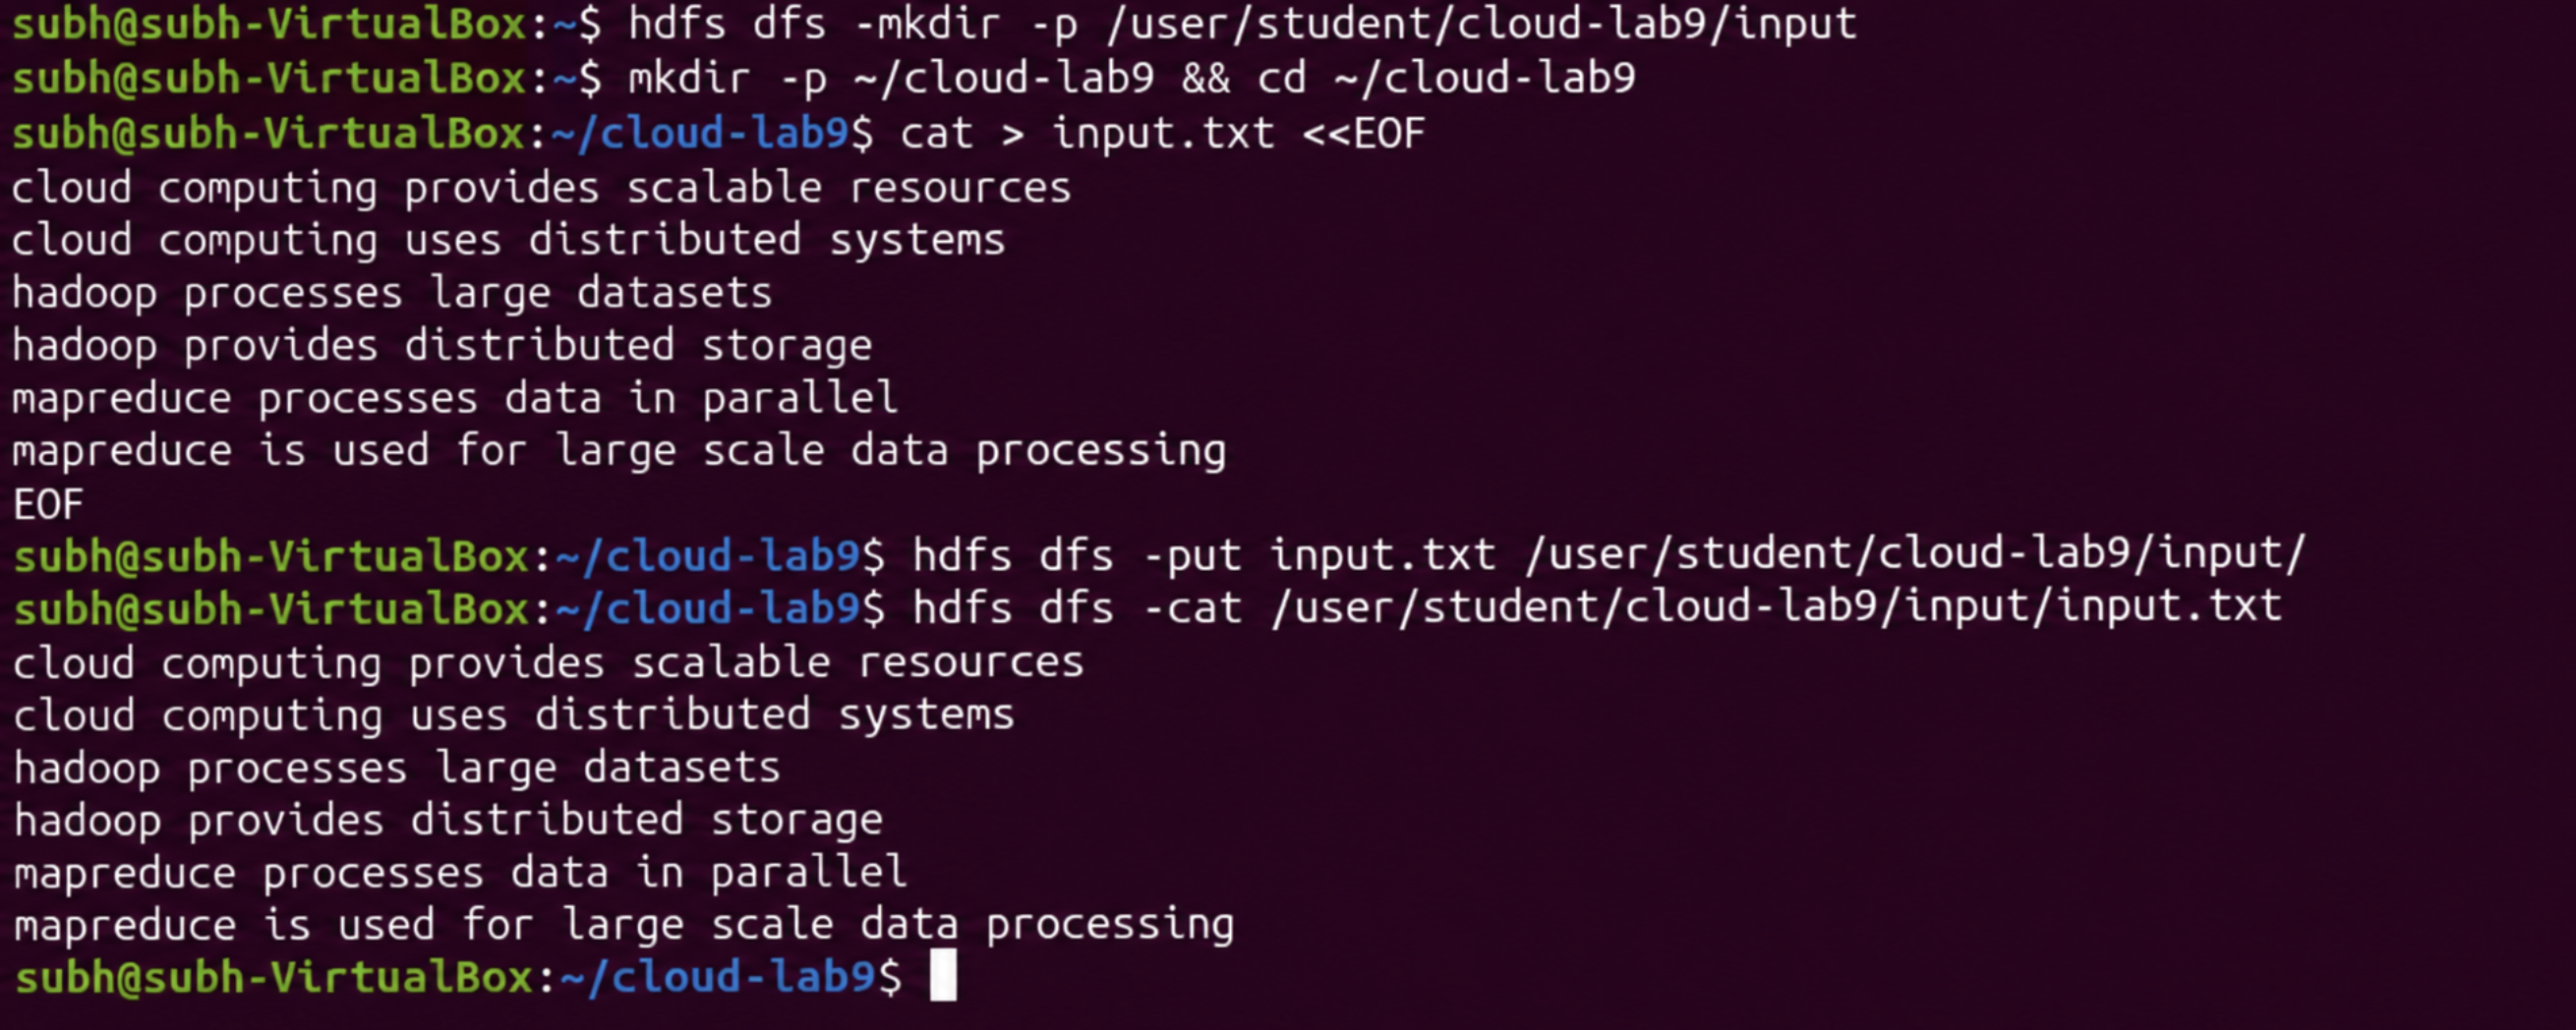 subh@subh-VirtualBox:~$ hdfs dfs -mkdir -p /user/student/cloud-lab9/input
subh@subh-VirtualBox:~$ mkdir -p ~/cloud-lab9 && cd ~/cloud-lab9
subh@subh-VirtualBox:~/cloud-lab9$ cat > input.txt <<EOF
cloud computing provides scalable resources
cloud computing uses distributed systems
hadoop processes large datasets
hadoop provides distributed storage
mapreduce processes data in parallel
mapreduce is used for large scale data processing
EOF
subh@subh-VirtualBox:~/cloud-lab9$ hdfs dfs -put input.txt /user/student/cloud-lab9/input/
subh@subh-VirtualBox:~/cloud-lab9$ hdfs dfs -cat /user/student/cloud-lab9/input/input.txt
cloud computing provides scalable resources
cloud computing uses distributed systems
hadoop processes large datasets
hadoop provides distributed storage
mapreduce processes data in parallel
mapreduce is used for large scale data processing
subh@subh-VirtualBox:~/cloud-lab9$